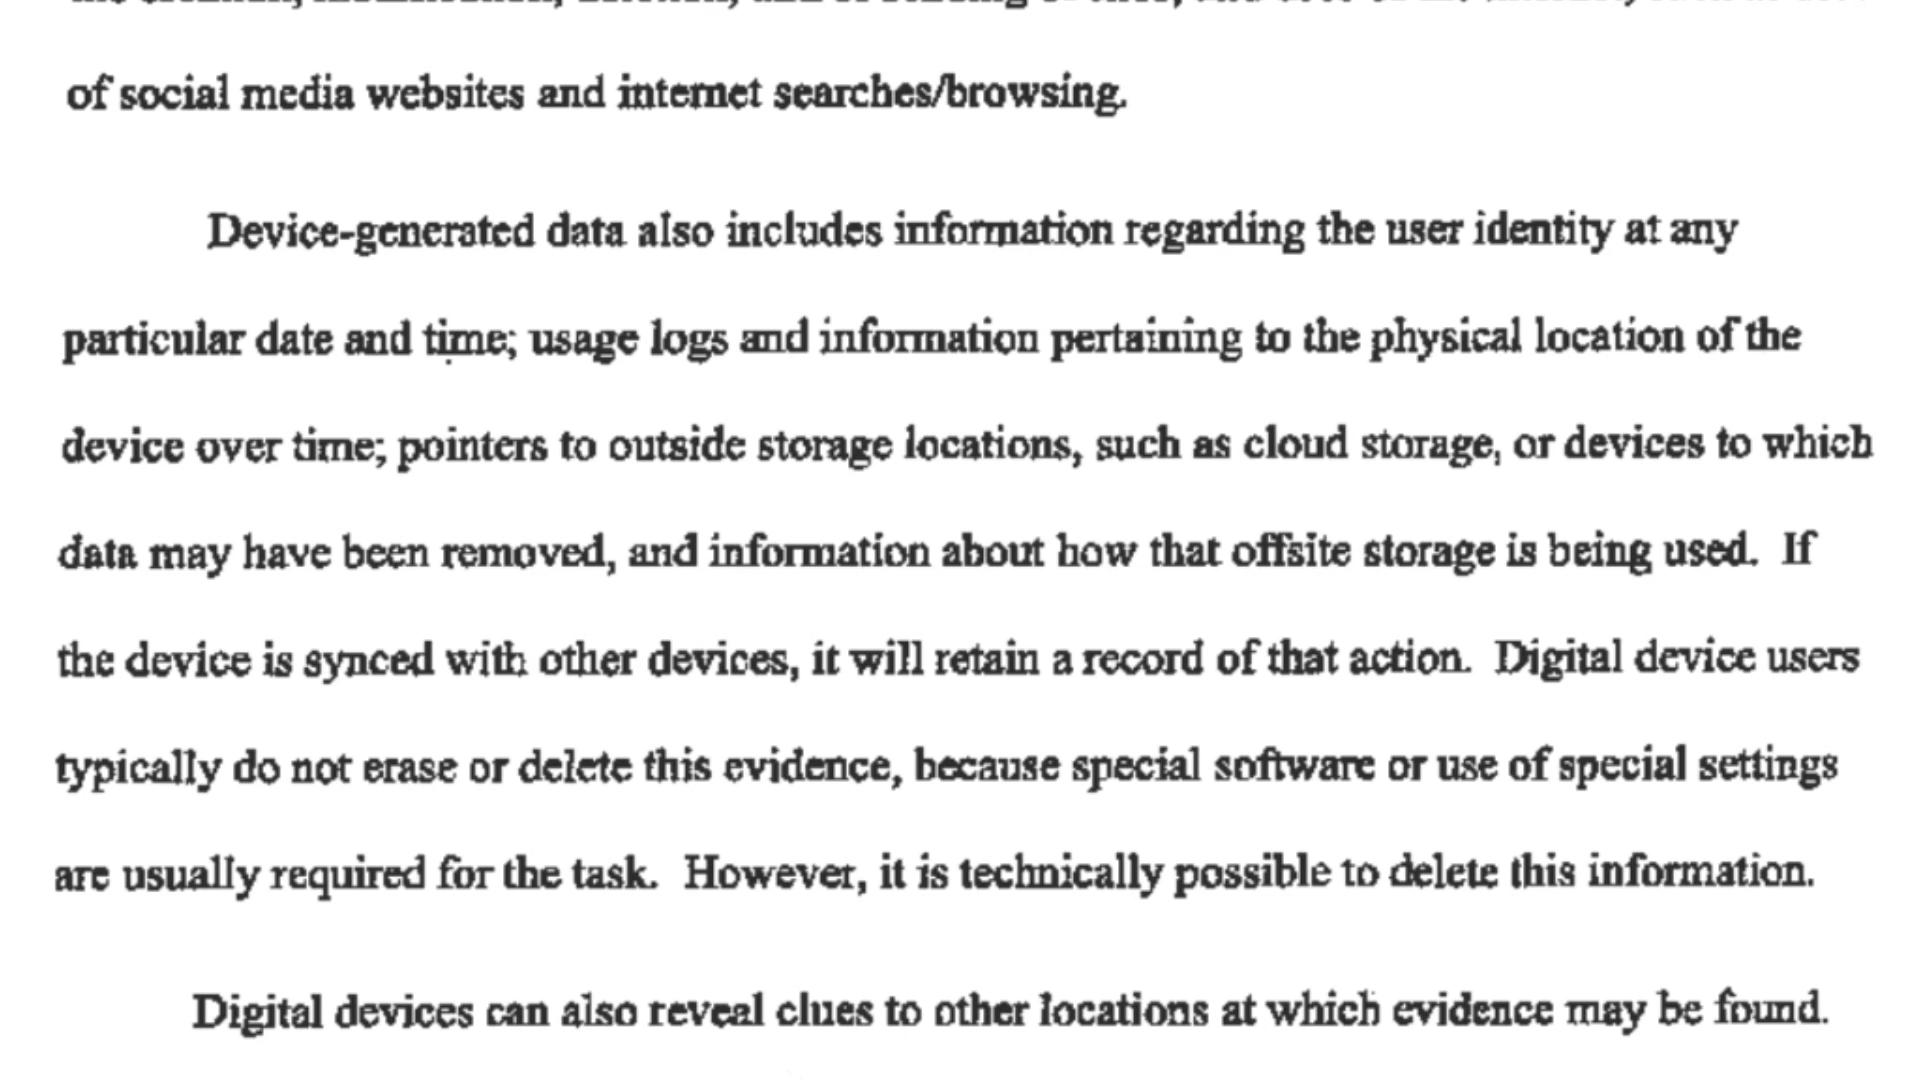 of social media websites and internet searches/browsing.
Device-generated data also includes information regarding the user identity at any
particular date and time; usage logs and information pertaining to the physical location of the
device over time; pointers to outside storage locations, such as cloud storage, or devices to which
data may have been removed, and information about how that offsite storage is being used. If
the device is synced with other devices, it will retain a record of that action. Digital device users
typically do not erase or delete this evidence, because special software or use of special settings
are usually required for the task. However, it is technically possible to delete this information.
Digital devices can also reveal clues to other locations at which evidence may be found.